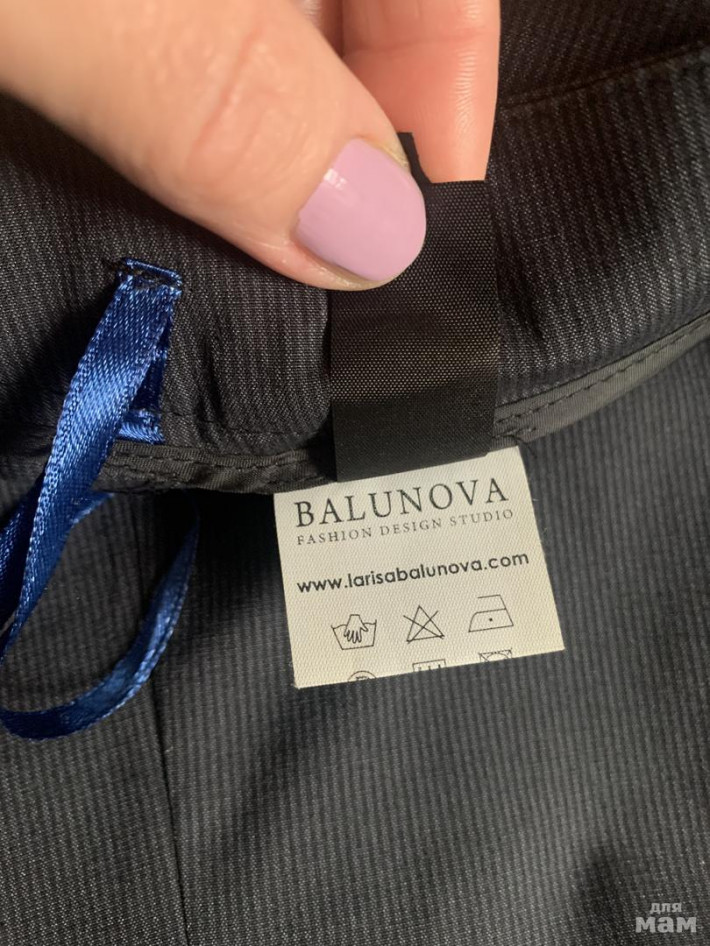 BALUNOVA
FASHION DESIGN STUDIO
www.larisabalunova.com
для
мам